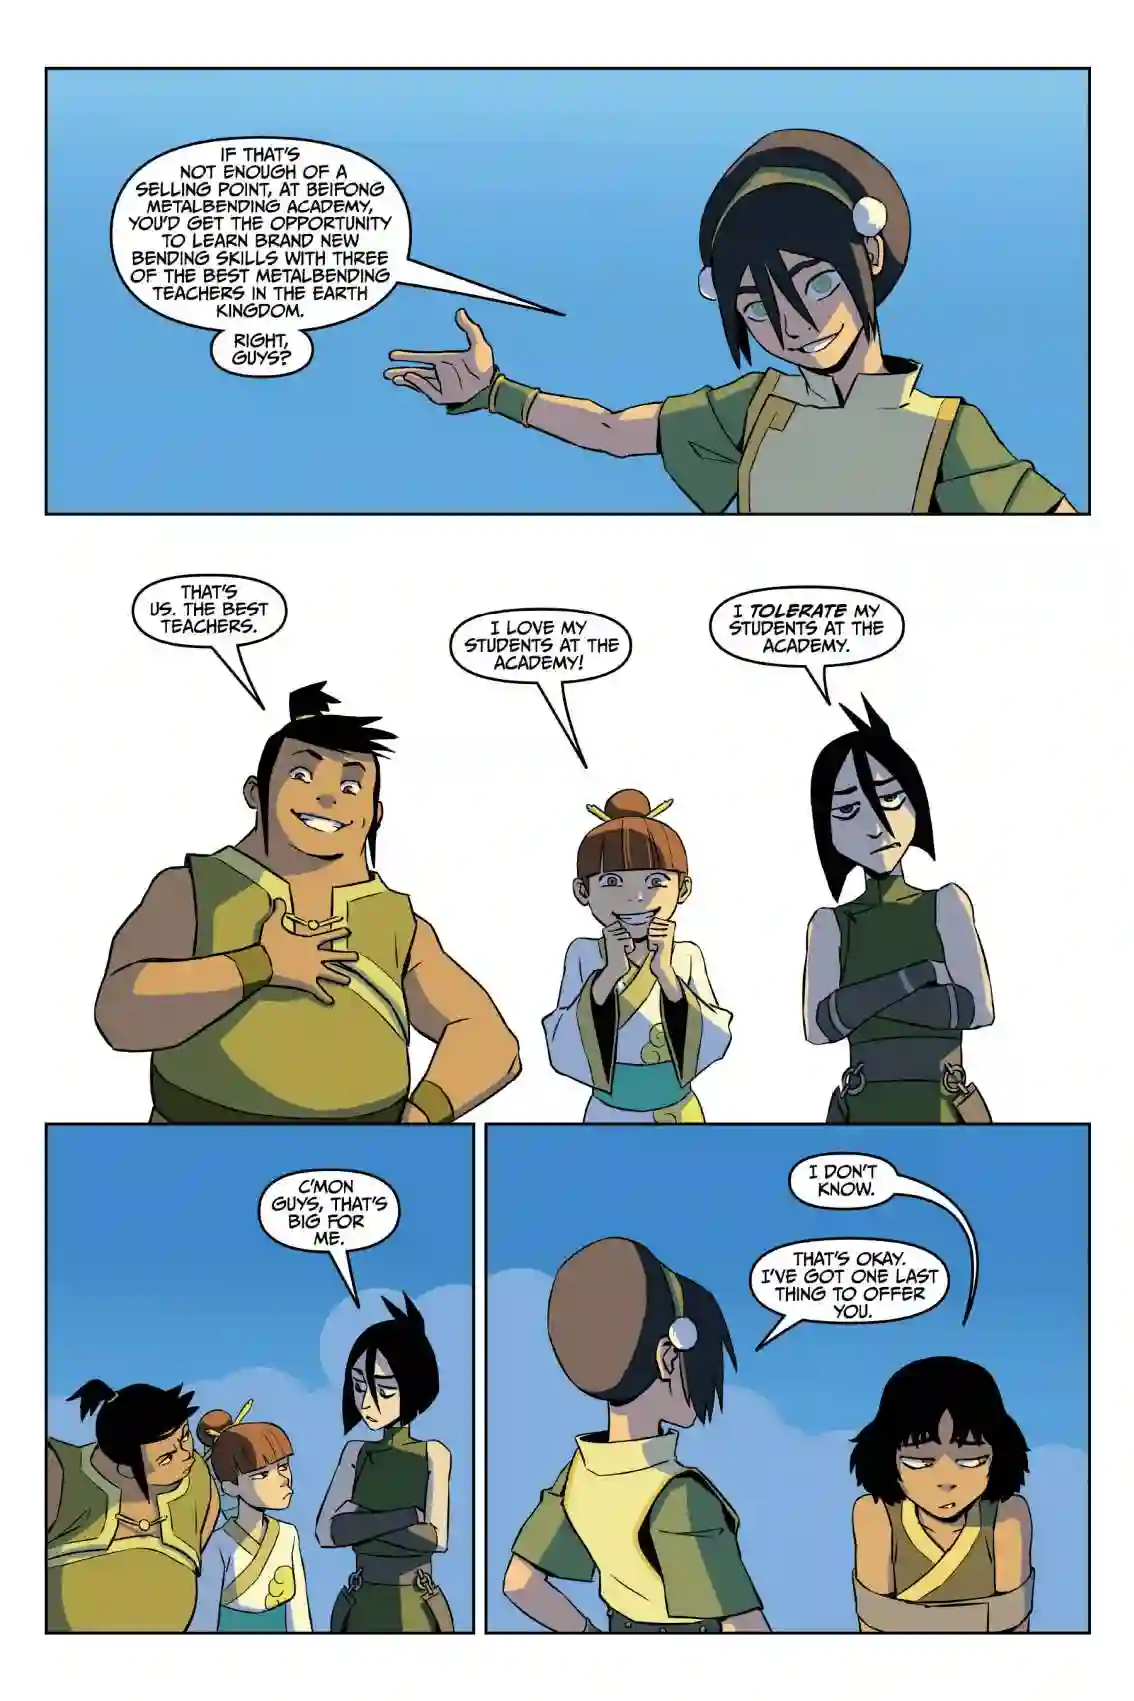 IF THAT'S
NOT ENOUGH OF A
SELLING POINT, AT BEIFONG
METALBENDING ACADEMY,
YOU'D GET THE OPPORTUNITY
TO LEARN BRAND NEW
BENDING SKILLS WITH THREE
OF THE BEST METALBENDING
TEACHERS IN THE EARTH
KINGDOM.
RIGHT,
GUYS?
THAT'S
US. THE BEST
TEACHERS.
I LOVE MY
STUDENTS AT THE
ACADEMY!
I TOLERATE MY
STUDENTS AT THE
ACADEMY.
C'MON
GUYS, THAT'S
BIG FOR
ME.
I DON'T
KNOW.
THAT'S OKAY.
I'VE GOT ONE LAST
THING TO OFFER
YOU.